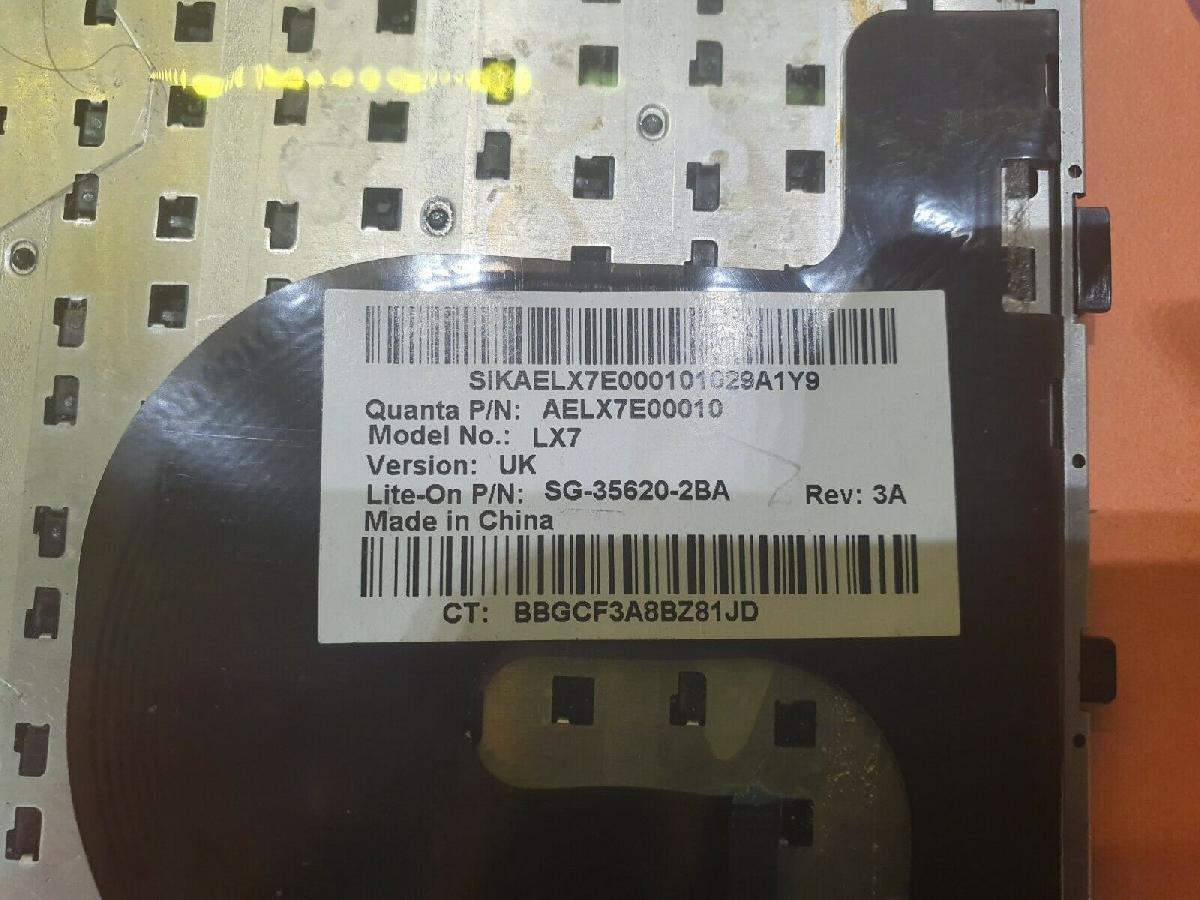 SIKAELX7E000101029A1Y9
Quanta P/N: AELX7E00010
Model No.: LX7
Version: UK
Lite-On P/N: SG-35620-2BA Rev: 3A
Made in China
CT: BBGCF3A8BZ81JD